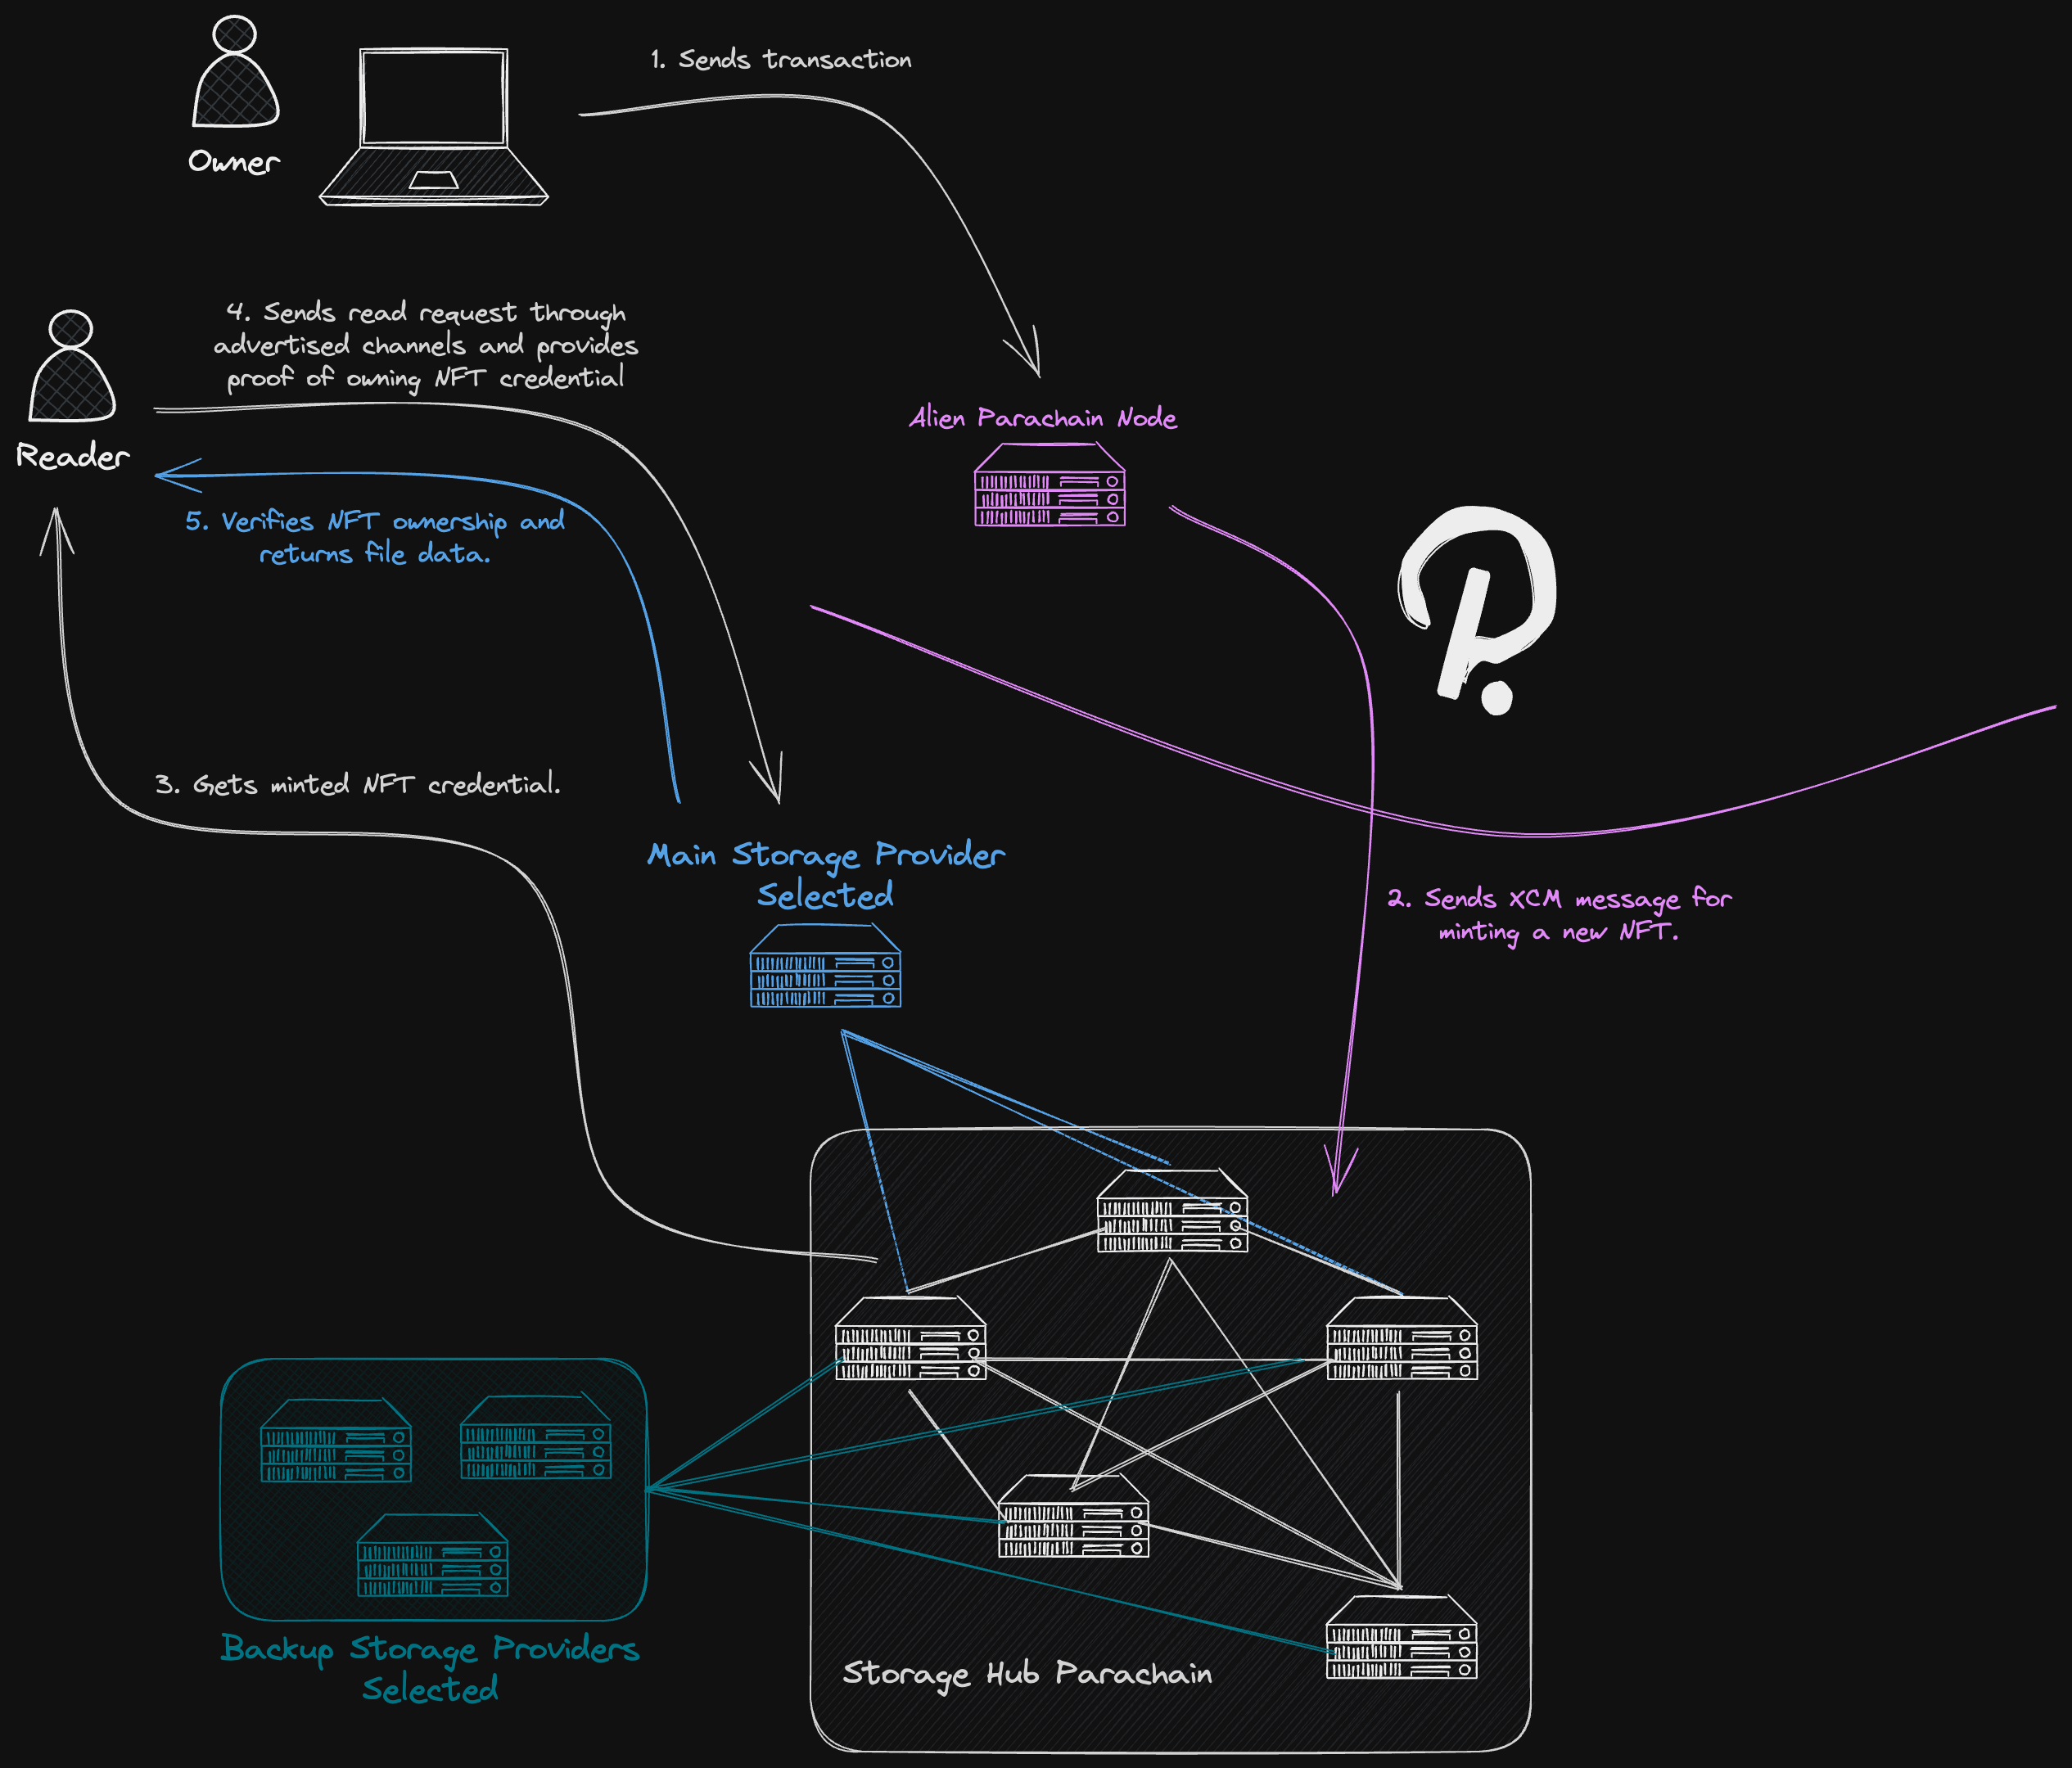 Owner
1. Sends transaction
4. Sends read request through
advertised channels and provides
proof of owning NFT credential
Reader
Alien Parachain Node
5. Verifies NFT ownership and
returns file data.
3. Gets minted NFT credential.
Main Storage Provider
Selected
2. Sends XCM message for
minting a new NFT.
Backup Storage Providers
Selected
Storage Hub Parachain